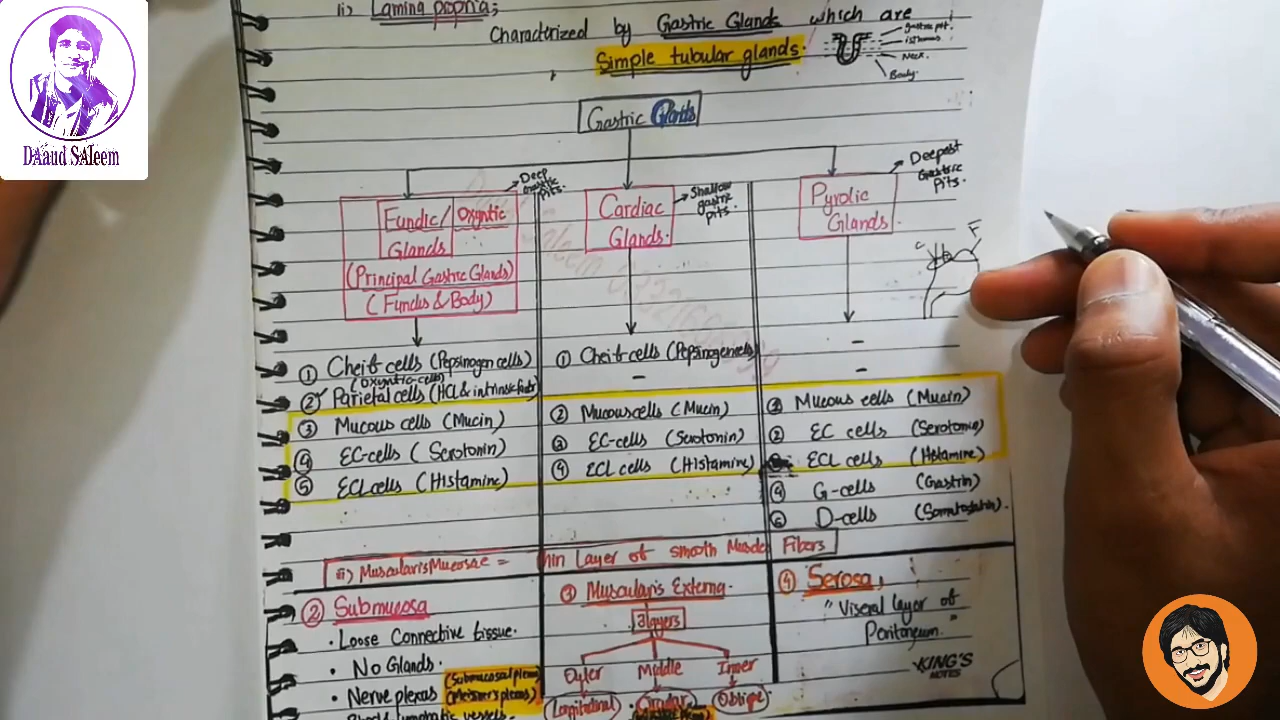 DAaud SAleem
ii) Lamina propria;
Characterized by Gastric Glands which are
Simple tubular glands.
gastric pit.
isthmus
Neck.
Body.
Gastric Glands
Deep
gastric
pits.
Fundic/ Oxyntic
Glands
(Principal Gastric Glands)
(Fundus & Body)
Shallow
gastric
pits.
Cardiac
Glands.
Deepest
Gastric
Pits.
Pyrolic
Glands.
F
① Cheif cells (Pepsinogen cells)
(oxyntic cells)
② Parietal cells (HCL & intrinsic factor)
③ Mucous cells (Mucin)
④ EC-cells (Serotonin)
⑤ ECL cells (Histamine)
① Cheif cells (Pepsinogen cells)
-
② Mucous cells (Mucin)
③ EC-cells (Serotonin)
④ ECL cells (Histamine)
-
-
① Mucous cells (Mucin)
② EC cells (Serotonin)
ECL cells (Histamine)
④ G-cells (Gastrin)
⑤ D-cells (Somatostatin).
iii) Muscularis Mucosae = thin Layer of smooth Muscle Fibers
② Submucosa
• Loose Connective tissue.
• No Glands.
• Nerve plexus (Submucosal plexus)
(Meissner's plexus)
vessels.
③ Muscularis Externa.
3 layers
Outer Middle Inner
Longitudinal • Circular Oblique
④ Serosa,
"Viseral layer of
Peritoneum."
KING'S
NOTES